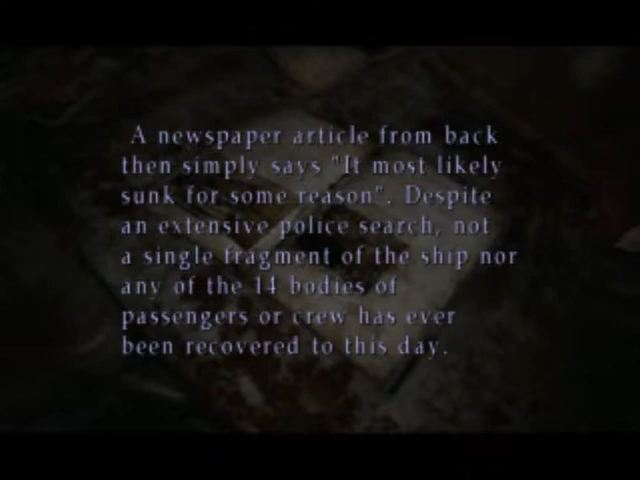 A newspaper article from back
then simply says "It most likely
sunk for some reason". Despite
an extensive police search, not
a single fragment of the ship nor
any of the 14 bodies of
passengers or crew has ever
been recovered to this day.